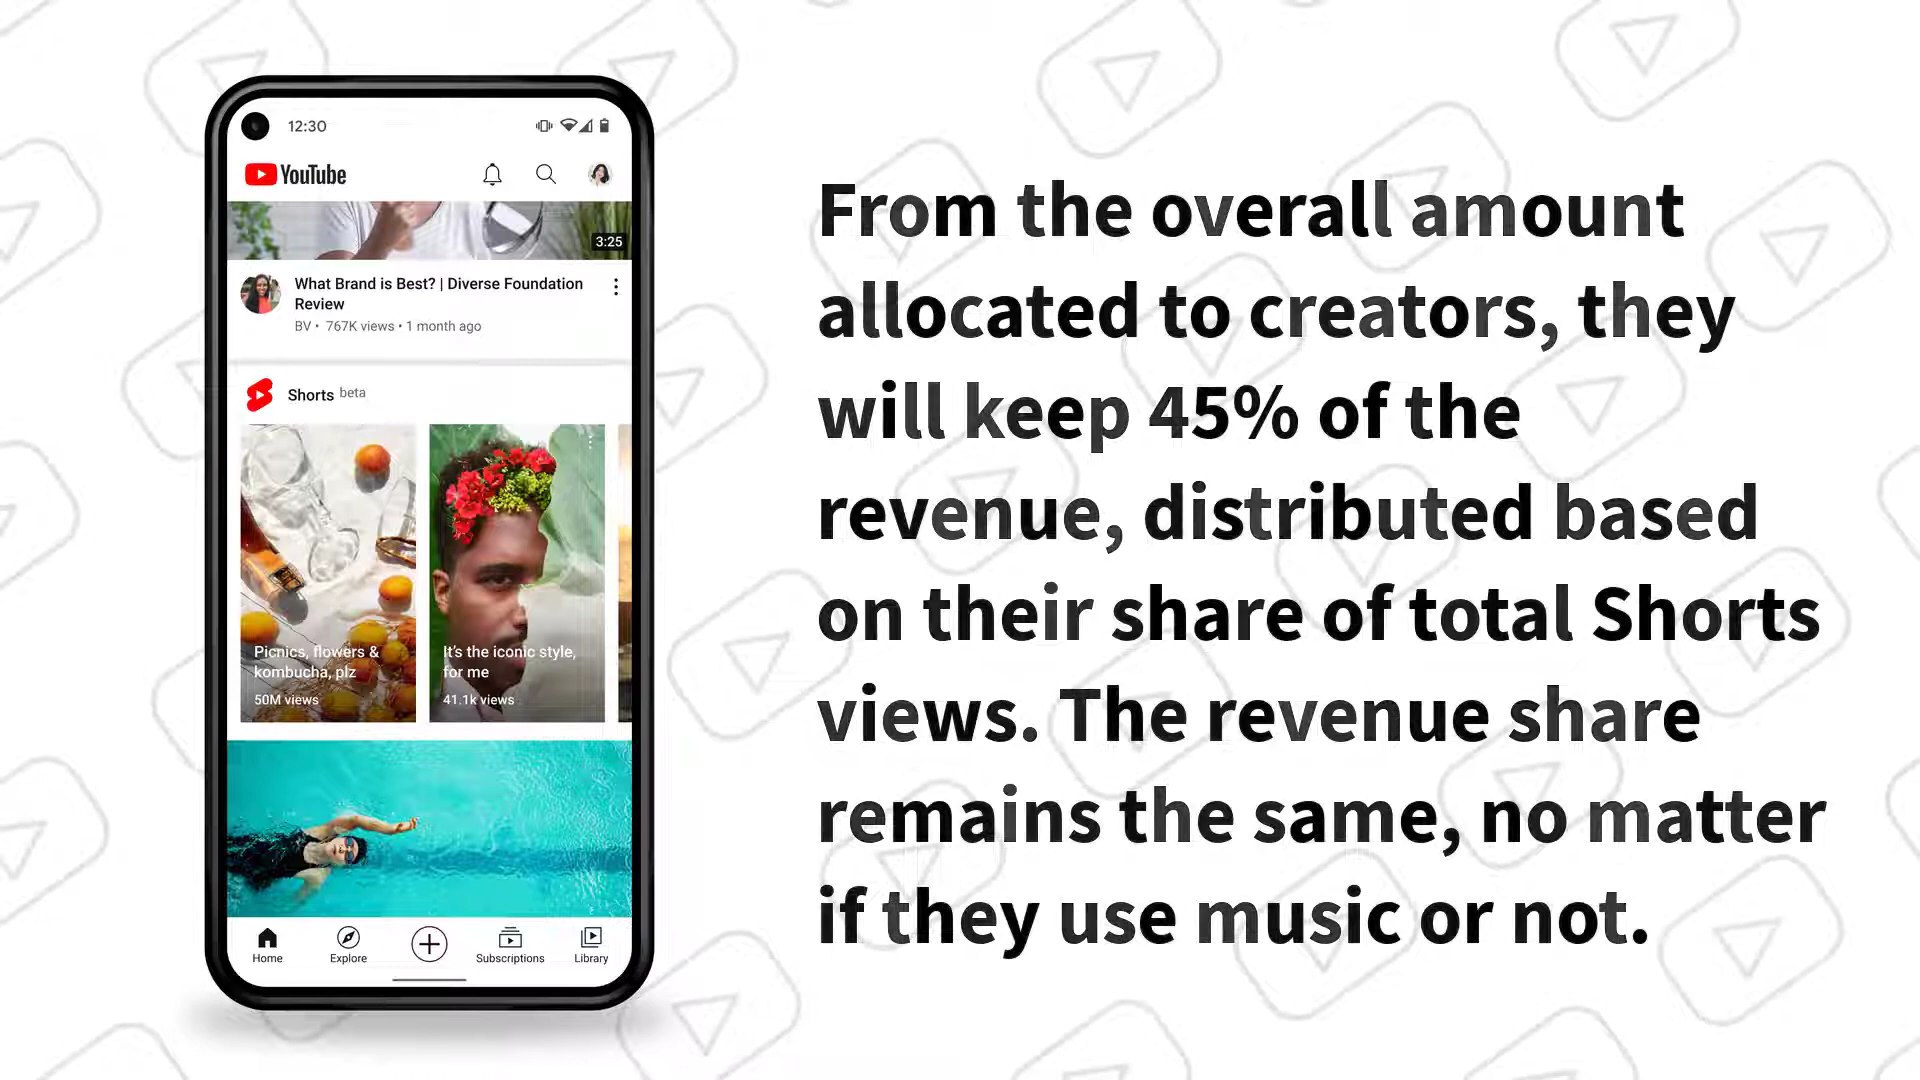 12:30
YouTube
3:25
What Brand is Best? | Diverse Foundation
Review
BV • 767K views • 1 month ago
Shorts beta
Picnics, flowers &
kombucha, plz
50M views
It's the iconic style,
for me
41.1k views
Home
Explore
Subscriptions
Library
From the overall amount
allocated to creators, they
will keep 45% of the
revenue, distributed based
on their share of total Shorts
views. The revenue share
remains the same, no matter
if they use music or not.